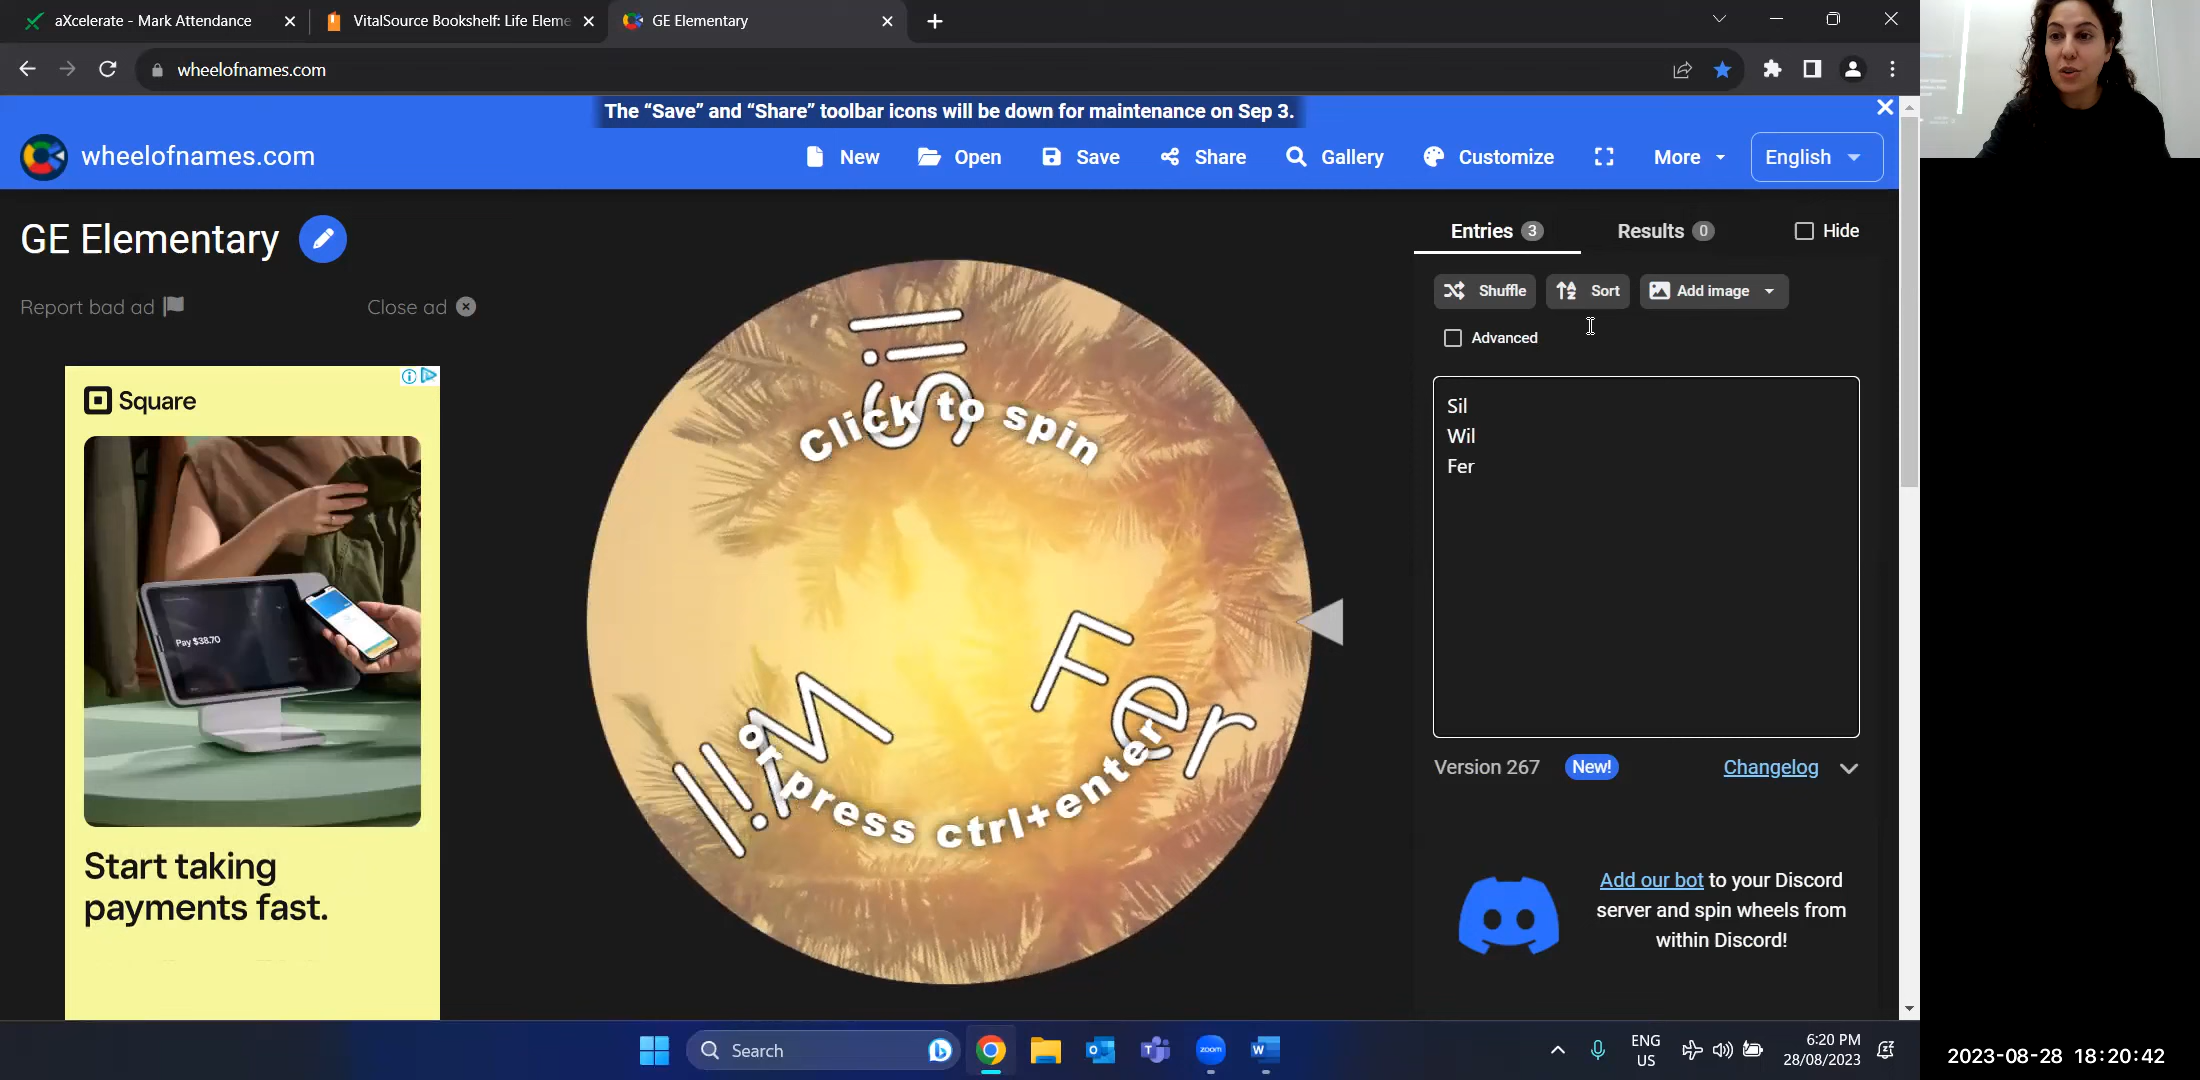 aXcelerate - Mark Attendance
VitalSource Bookshelf: Life Eleme
GE Elementary
wheelofnames.com
The “Save” and “Share” toolbar icons will be down for maintenance on Sep 3.
wheelofnames.com
New
Open
Save
Share
Gallery
Customize
More
English
GE Elementary
Entries 3
Results 0
Hide
Report bad ad
Close ad
Shuffle
Sort
Add image
Advanced
Square
Pay $38.70
Start taking
payments fast.
Sil
Wil
Fer
Click to spin
or press ctrl+enter
Sil
Wil
Fer
Version 267
New!
Changelog
Add our bot to your Discord
server and spin wheels from
within Discord!
Search
zoom
ENG
US
6:20 PM
28/08/2023
2023-08-28 18:20:42